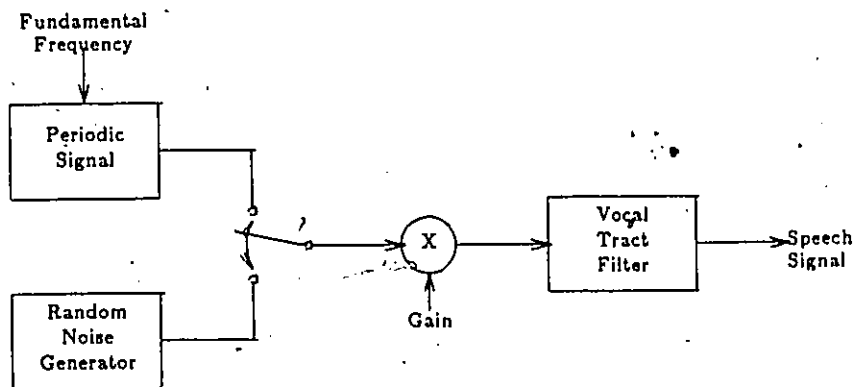 Fundamental
Frequency
Periodic
Signal
Random
Noise
Generator
X
Gain
Vocal
Tract
Filter
Speech
Signal